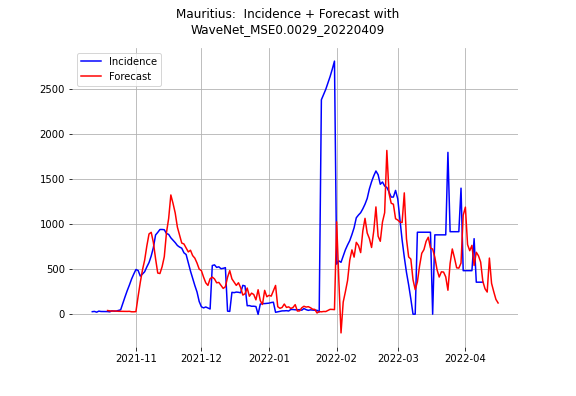 Mauritius:  Incidence + Forecast with
WaveNet_MSE0.0029_20220409
Incidence
Forecast
2500
2000
1500
1000
500
0
2021-11 2021-12 2022-01 2022-02 2022-03 2022-04